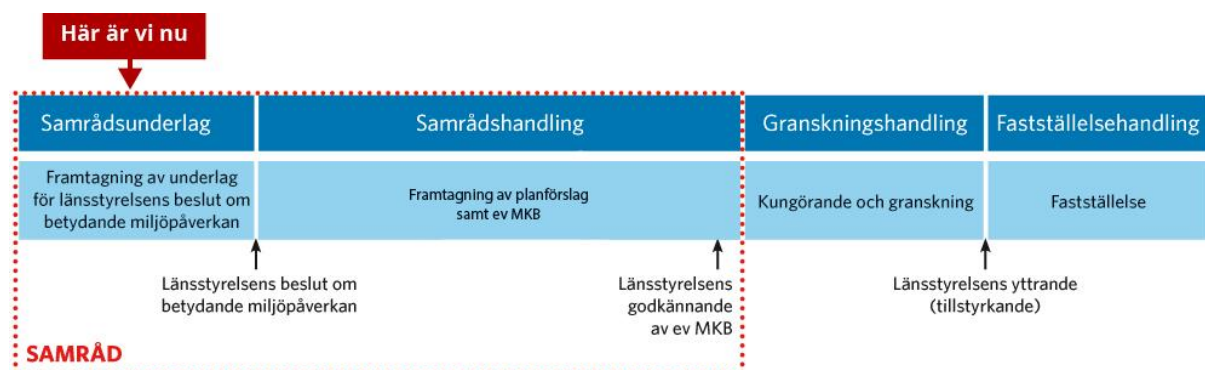 Här är vi nu
Samrådsunderlag
Samrådshandling
Granskningshandling
Fastställelsehandling
Framtagning av underlag
för länsstyrelsens beslut om
betydande miljöpåverkan
Framtagning av planförslag
samt ev MKB
Kungörande och granskning
Fastställelse
Länsstyrelsens beslut om
betydande miljöpåverkan
Länsstyrelsens
godkännande
av ev MKB
Länsstyrelsens yttrande
(tillstyrkande)
SAMRÅD